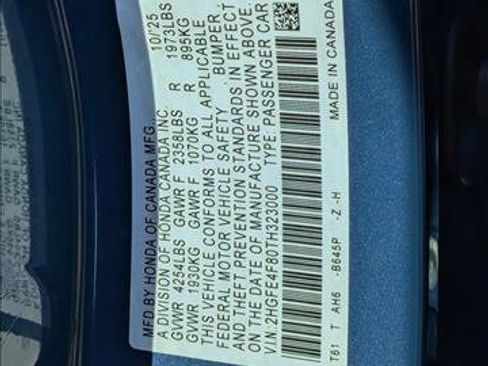 MFD BY HONDA OF CANADA MFG., 10/25
A DIVISION OF HONDA CANADA INC.
GVWR 4254LBS GAWR F 2358LBS R 1973LBS
GVWR 1930KG GAWR F 1070KG R 895KG
THIS VEHICLE CONFORMS TO ALL APPLICABLE
FEDERAL MOTOR VEHICLE SAFETY BUMPER
AND THEFT PREVENTION STANDARDS IN EFFECT
ON THE DATE OF MANUFACTURE SHOWN ABOVE.
V.I.N.:2HGFE4F80TH323000 TYPE: PASSENGER CAR
T61 T AH6 -B645P -Z -H MADE IN CANADA